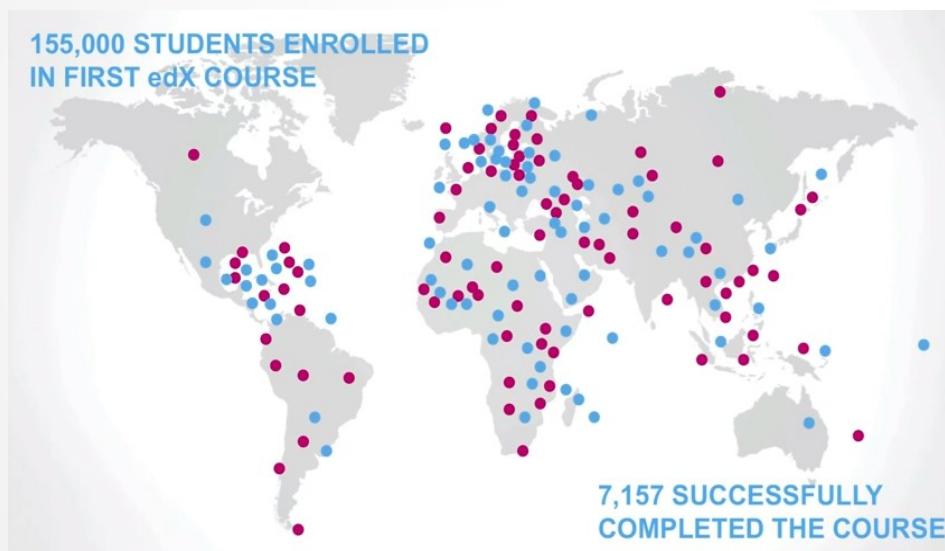 155,000 STUDENTS ENROLLED
IN FIRST edX COURSE
7,157 SUCCESSFULLY
COMPLETED THE COURSE